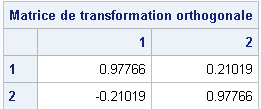 Matrice de transformation orthogonale
1 2
1 0.97766 0.21019
2 -0.21019 0.97766